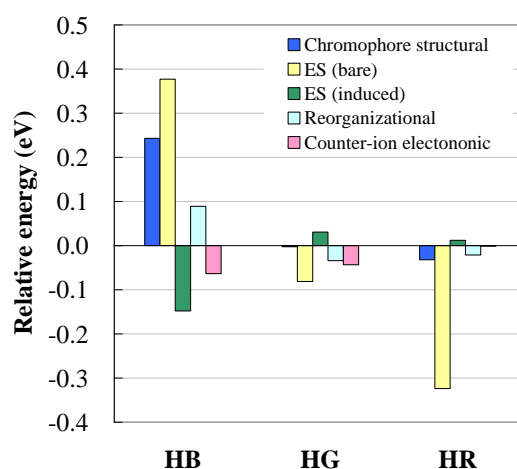 0.5
0.4
0.3
0.2
0.1
0.0
-0.1
-0.2
-0.3
-0.4
Relative energy (eV)
Chromophore structural
ES (bare)
ES (induced)
Reorganizational
Counter-ion electononic
HB HG HR